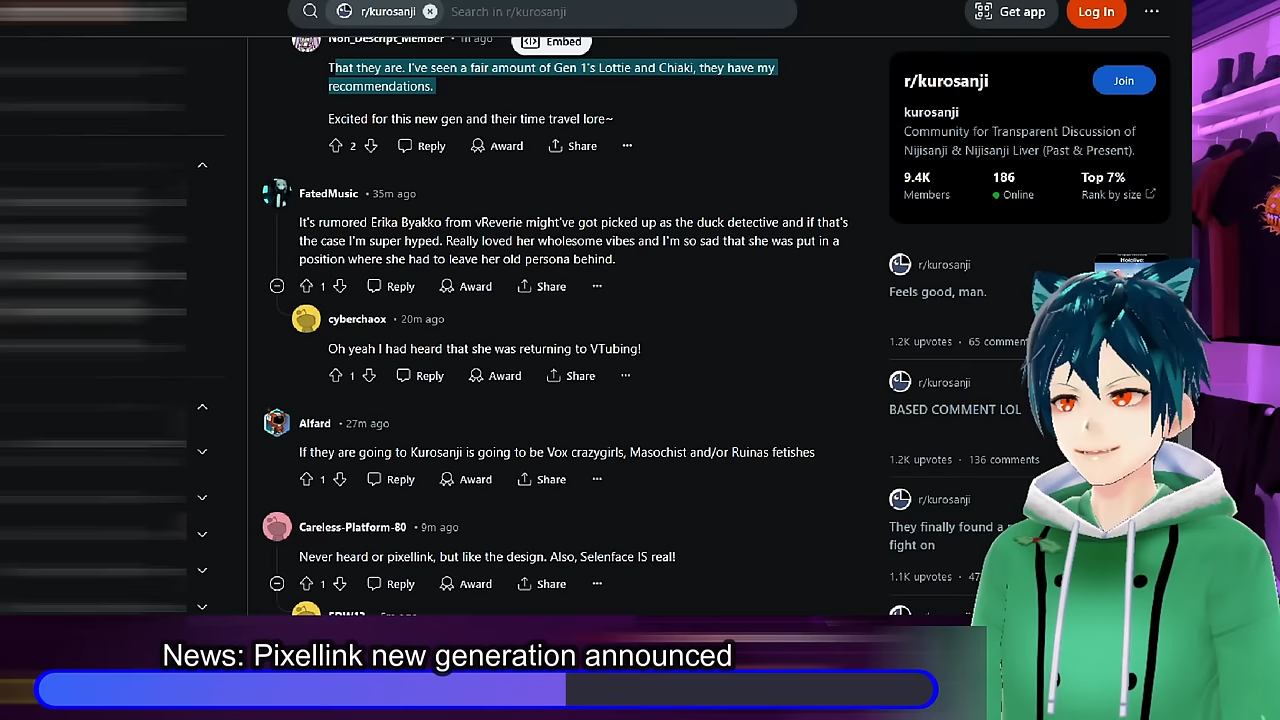 r/kurosanji
Search in r/kurosanji
Get app
Log In
Non_Descript_Member • 1h ago
Embed
That they are. I've seen a fair amount of Gen 1's Lottie and Chiaki, they have my
recommendations.
Excited for this new gen and their time travel lore~
2 Reply Award Share
FatedMusic • 35m ago
It's rumored Erika Byakko from vReverie might've got picked up as the duck detective and if that's
the case I'm super hyped. Really loved her wholesome vibes and I'm so sad that she was put in a
position where she had to leave her old persona behind.
1 Reply Award Share
cyberchaox • 20m ago
Oh yeah I had heard that she was returning to VTubing!
1 Reply Award Share
Alfard • 27m ago
If they are going to Kurosanji is going to be Vox crazygirls, Masochist and/or Ruinas fetishes
1 Reply Award Share
Careless-Platform-80 • 9m ago
Never heard or pixellink, but like the design. Also, Selenface IS real!
1 Reply Award Share
r/kurosanji
Join
kurosanji
Community for Transparent Discussion of
Nijisanji & Nijisanji Liver (Past & Present).
9.4K 186 Top 7%
Members Online Rank by size
r/kurosanji
Feels good, man.
1.2K upvotes • 65 commen
r/kurosanji
BASED COMMENT LOL
1.2K upvotes • 136 comments
r/kurosanji
They finally found a
fight on
1.1K upvotes • 47
News: Pixellink new generation announced